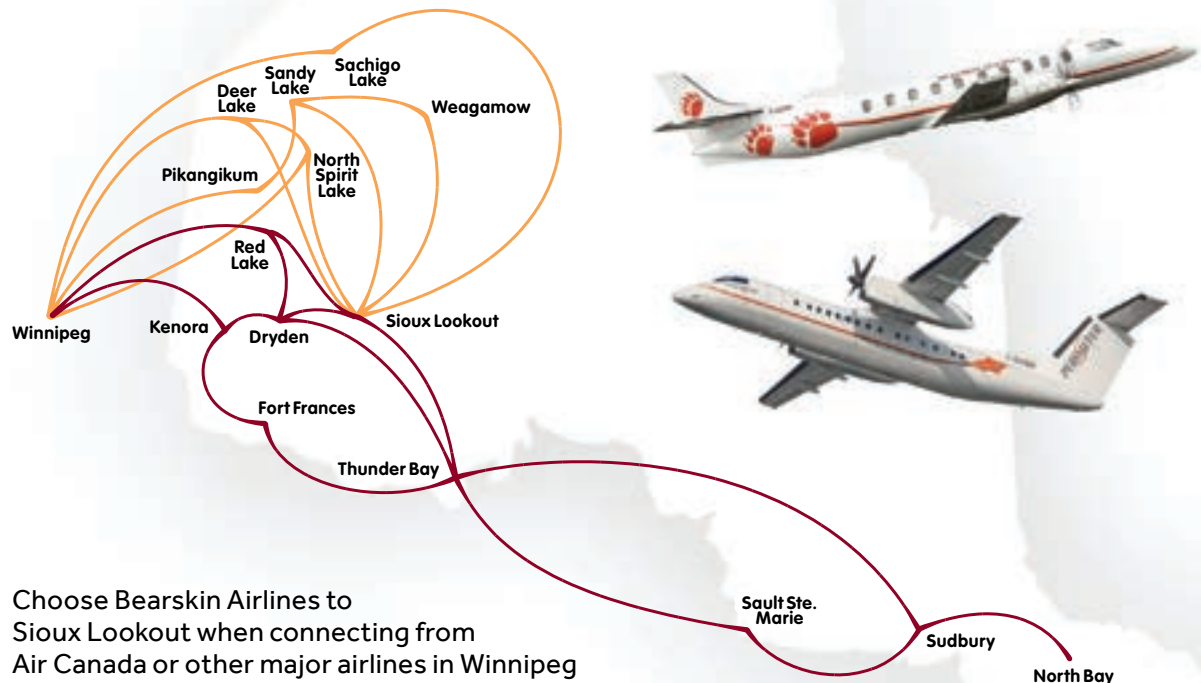 Sachigo
Lake
Sandy
Lake
Deer
Lake
Weagamow
Pikangikum
North
Spirit
Lake
Red
Lake
Winnipeg
Kenora
Dryden
Sioux Lookout
Fort Frances
Thunder Bay
Sault Ste.
Marie
Sudbury
North Bay
Choose Bearskin Airlines to
Sioux Lookout when connecting from
Air Canada or other major airlines in Winnipeg
PERIMETER